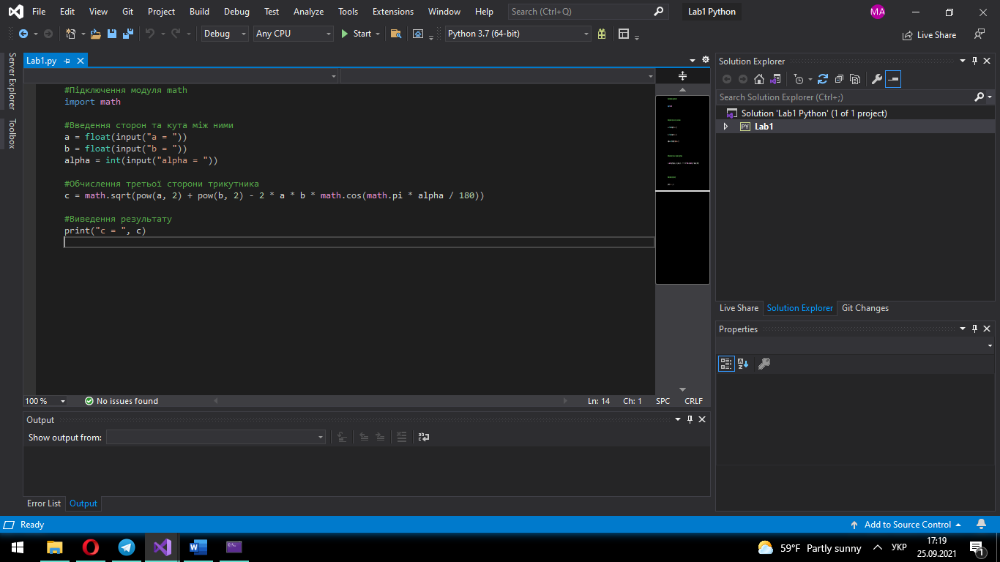 File Edit View Git Project Build Debug Test Analyze Tools Extensions Window Help Search (Ctrl+Q) Lab1 Python MA
Debug Any CPU Start Python 3.7 (64-bit) Live Share
Server Explorer
Toolbox
Lab1.py
#Підключення модуля math
import math
#Введення сторон та кута між ними
a = float(input("a = "))
b = float(input("b = "))
alpha = int(input("alpha = "))
#Обчислення третьої сторони трикутника
c = math.sqrt(pow(a, 2) + pow(b, 2) - 2 * a * b * math.cos(math.pi * alpha / 180))
#Виведення результату
print("c = ", c)
100 % No issues found Ln: 14 Ch: 1 SPC CRLF
Output
Show output from:
Error List Output
Solution Explorer
Search Solution Explorer (Ctrl+;)
Solution 'Lab1 Python' (1 of 1 project)
PY Lab1
Live Share Solution Explorer Git Changes
Properties
Ready Add to Source Control
59°F Partly sunny УКР 17:19
25.09.2021
1